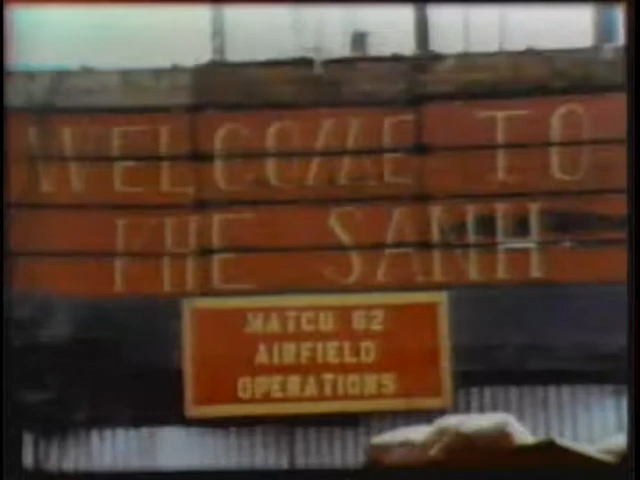 WELCOME TO
KHE SANH
MATCU 62
AIRFIELD
OPERATIONS